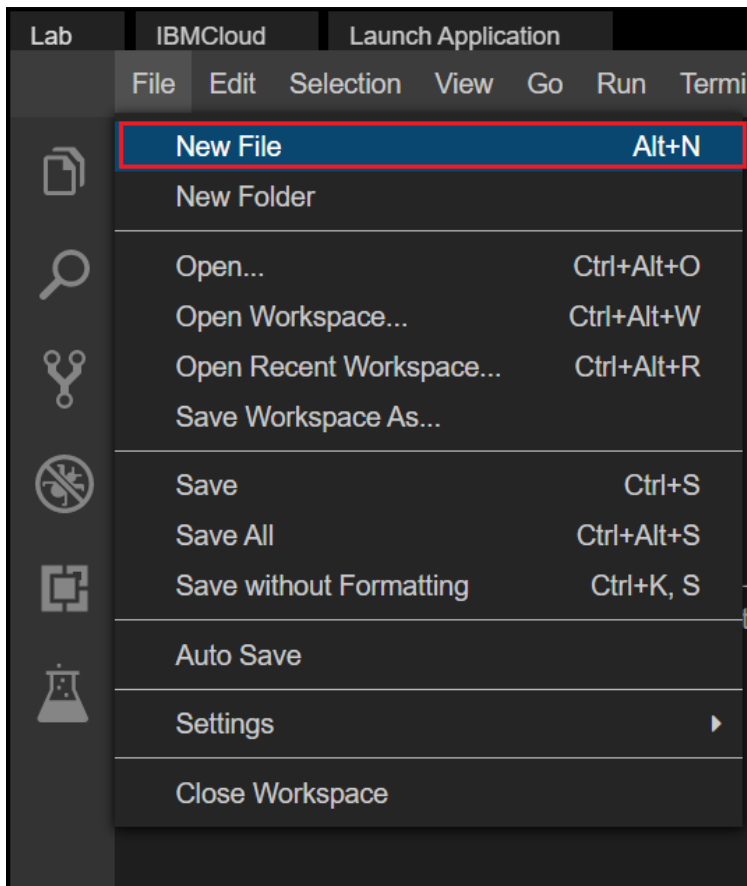 Lab IBMCloud Launch Application
File Edit Selection View Go Run Termi
New File Alt+N
New Folder
Open... Ctrl+Alt+O
Open Workspace... Ctrl+Alt+W
Open Recent Workspace... Ctrl+Alt+R
Save Workspace As...
Save Ctrl+S
Save All Ctrl+Alt+S
Save without Formatting Ctrl+K, S
Auto Save
Settings
Close Workspace